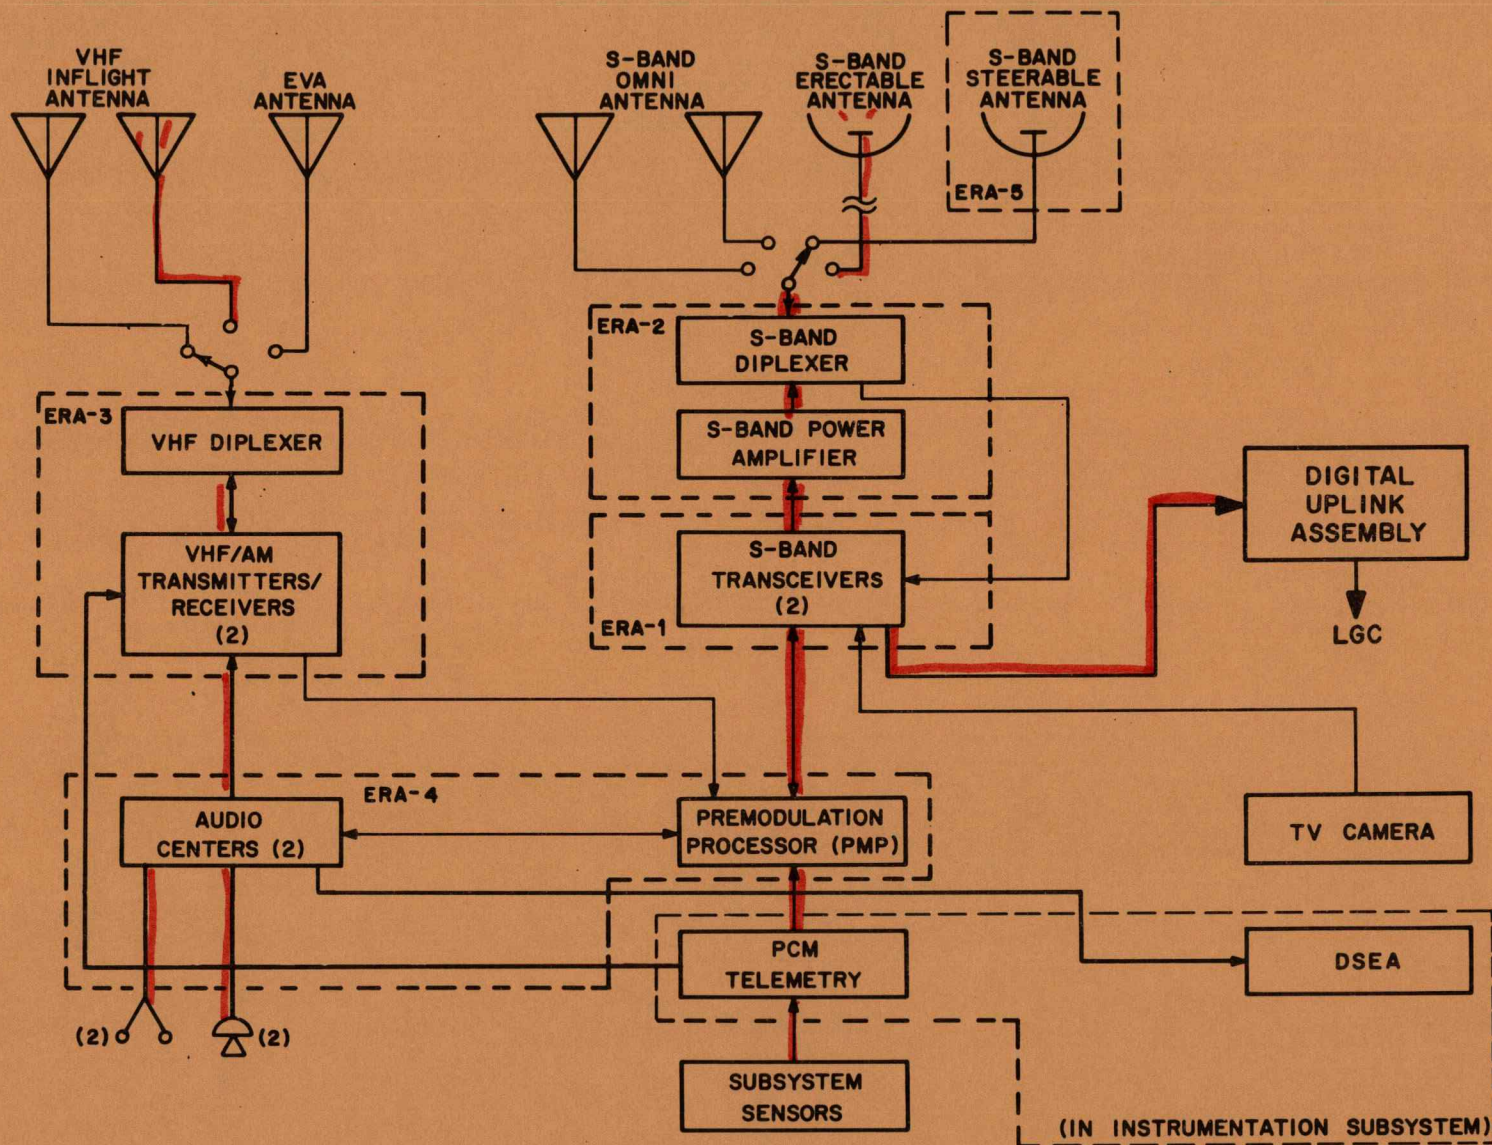 VHF
INFLIGHT
ANTENNA
EVA
ANTENNA
S-BAND
OMNI
ANTENNA
S-BAND
ERECTABLE
ANTENNA
S-BAND
STEERABLE
ANTENNA
ERA-5
ERA-3
VHF DIPLEXER
VHF/AM
TRANSMITTERS/
RECEIVERS
(2)
ERA-2
S-BAND
DIPLEXER
S-BAND POWER
AMPLIFIER
S-BAND
TRANSCEIVERS
(2)
ERA-1
DIGITAL
UPLINK
ASSEMBLY
LGC
ERA-4
AUDIO
CENTERS (2)
PREMODULATION
PROCESSOR (PMP)
TV CAMERA
PCM
TELEMETRY
DSEA
(2)
(2)
SUBSYSTEM
SENSORS
(IN INSTRUMENTATION SUBSYSTEM)